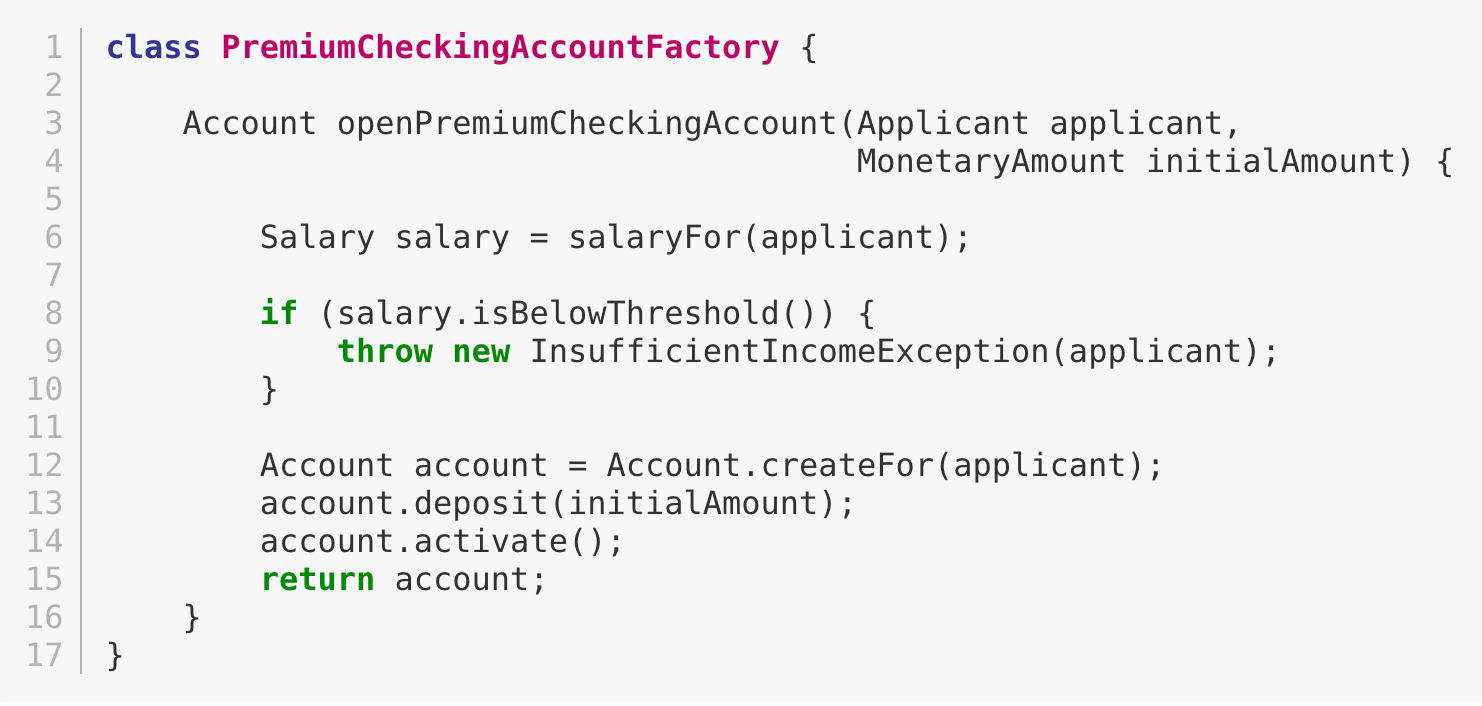 1 class PremiumCheckingAccountFactory {
2
3     Account openPremiumCheckingAccount(Applicant applicant,
4                                        MonetaryAmount initialAmount) {
5
6         Salary salary = salaryFor(applicant);
7
8         if (salary.isBelowThreshold()) {
9             throw new InsufficientIncomeException(applicant);
10         }
11
12         Account account = Account.createFor(applicant);
13         account.deposit(initialAmount);
14         account.activate();
15         return account;
16     }
17 }